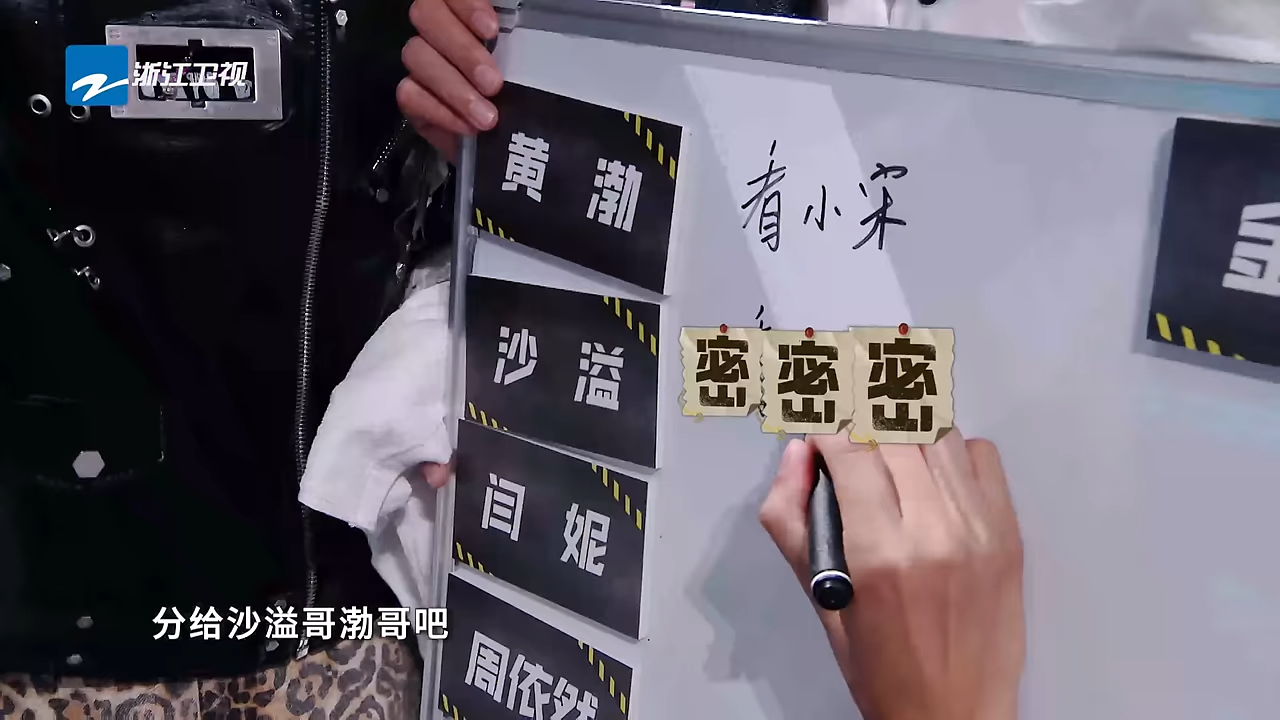 浙江卫视
黄渤
看小宋
沙溢
密密密
闫妮
周依然
分给沙溢哥渤哥吧